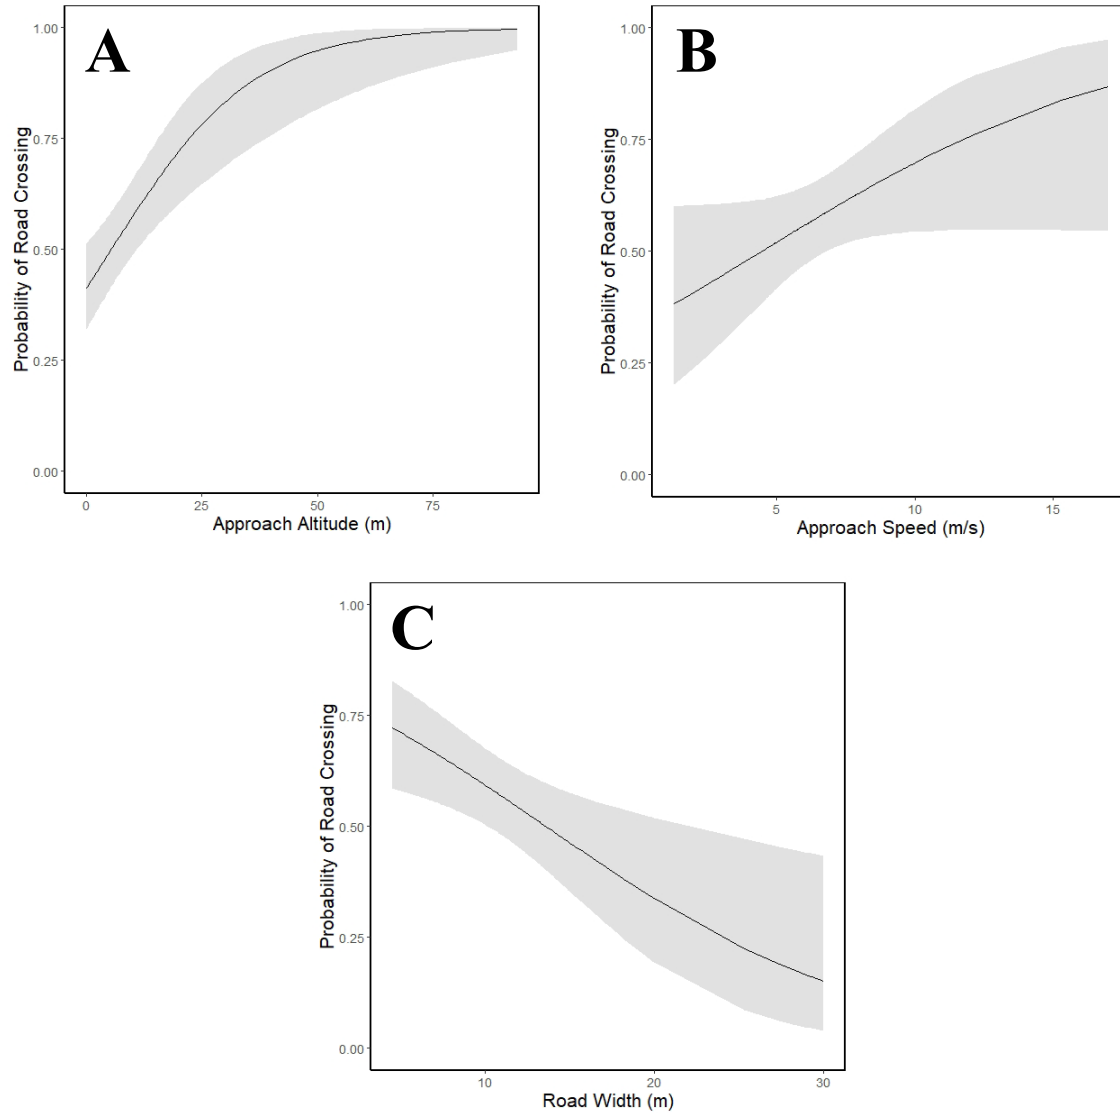 A
Probability of Road Crossing
1.00
0.75
0.50
0.25
0.00
0 25 50 75
Approach Altitude (m)
B
Probability of Road Crossing
1.00
0.75
0.50
0.25
0.00
5 10 15
Approach Speed (m/s)
C
Probability of Road Crossing
1.00
0.75
0.50
0.25
0.00
10 20 30
Road Width (m)